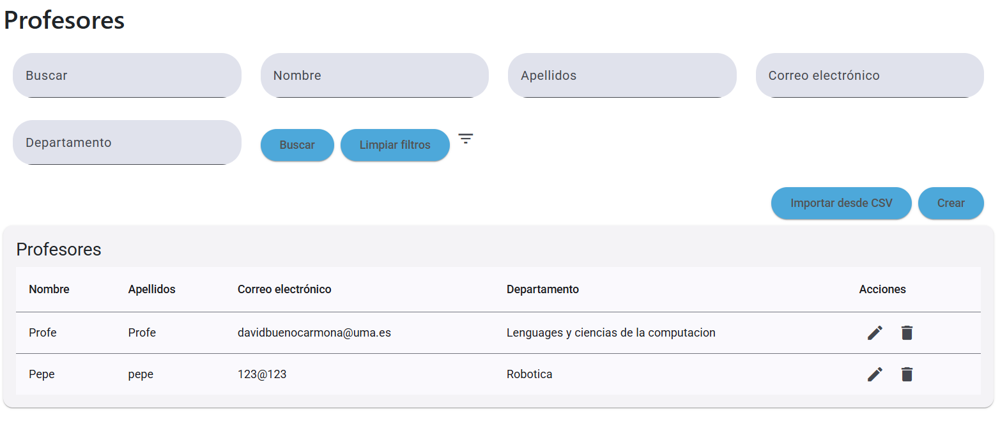 Profesores
Buscar Nombre Apellidos Correo electrónico
Departamento Buscar Limpiar filtros
Importar desde CSV Crear
Profesores
Nombre Apellidos Correo electrónico Departamento Acciones
Profe Profe davidbuenocarmona@uma.es Lenguages y ciencias de la computacion
Pepe pepe 123@123 Robotica